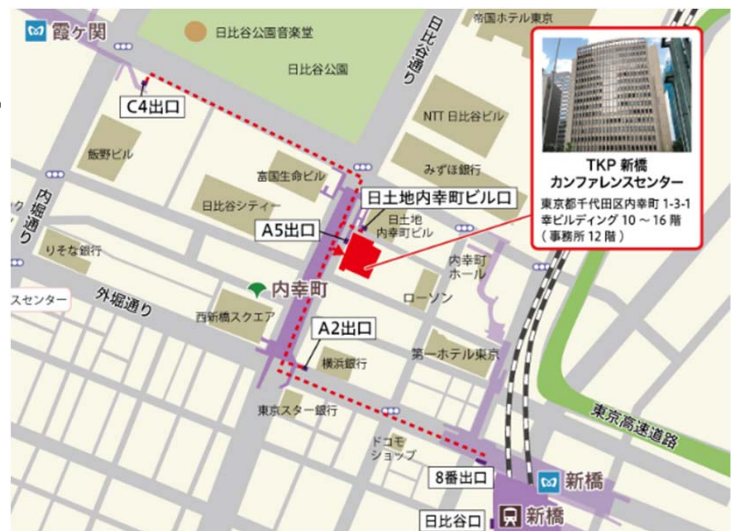 霞ヶ関
日比谷公園音楽堂
日比谷公園
日比谷通り
帝国ホテル東京
C4出口
飯野ビル
NTT 日比谷ビル
みずほ銀行
富国生命ビル
日比谷シティー
日土地内幸町ビル口
日土地
内幸町ビル
A5出口
内堀通り
りそな銀行
スセンター
外堀通り
内幸町
西新橋スクエア
内幸町
ホール
ローソン
A2出口
横浜銀行
第一ホテル東京
東京スター銀行
ドコモ
ショップ
8番出口
新橋
日比谷口
新橋
東京高速道路
TKP 新橋
カンファレンスセンター
東京都千代田区内幸町 1-3-1
幸ビルディング 10 ~ 16 階
( 事務所 12 階 )